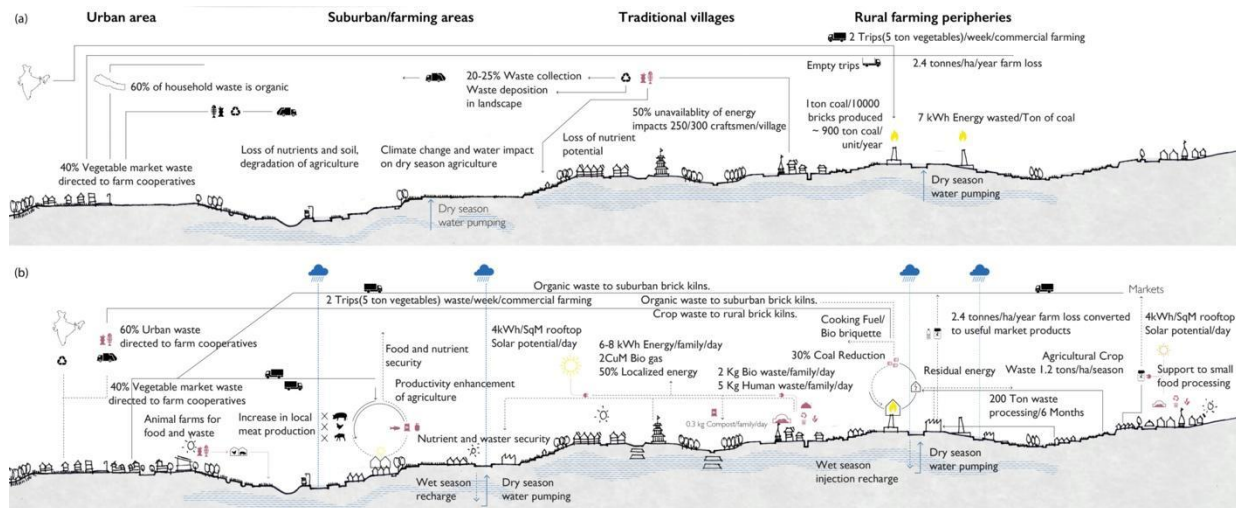 (a)
Urban area
Suburban/farming areas
Traditional villages
Rural farming peripheries
2 Trips(5 ton vegetables)/week/commercial farming
Empty trips
2.4 tonnes/ha/year farm loss
60% of household waste is organic
20-25% Waste collection
Waste deposition
in landscape
50% unavailablty of energy
impacts 250/300 craftsmen/village
1ton coal/10000
bricks produced
~ 900 ton coal/
unit/year
7 kWh Energy wasted/Ton of coal
40% Vegetable market waste
directed to farm cooperatives
Loss of nutrients and soil,
degradation of agriculture
Climate change and water impact
on dry season agriculture
Loss of nutrient
potential
Dry season
water pumping
Dry season
water pumping
(b)
Organic waste to suburban brick kilns.
Markets
2 Trips(5 ton vegetables) waste/week/commercial farming
Organic waste to suburban brick kilns.
Crop waste to rural brick kilns.
60% Urban waste
directed to farm cooperatives
40% Vegetable market waste
directed to farm cooperatives
Animal farms for
food and waste
Increase in local
meat production
Food and nutrient
security
Productivity enhancement
of agriculture
Nutrient and waster security
4kWh/SqM rooftop
Solar potential/day
6-8 kWh Energy/family/day
2CuM Bio gas
50% Localized energy
2 Kg Bio waste/family/day
5 Kg Human waste/family/day
0.3 kg Compost/family/day
Cooking Fuel/
Bio briquette
30% Coal Reduction
Residual energy
2.4 tonnes/ha/year farm loss converted
to useful market products
Agricultural Crop
Waste 1.2 tons/ha/season
200 Ton waste
processing/6 Months
4kWh/SqM rooftop
Solar potential/day
Support to small
food processing
Wet season
recharge
Dry season
water pumping
Wet season
injection recharge
Dry season
water pumping